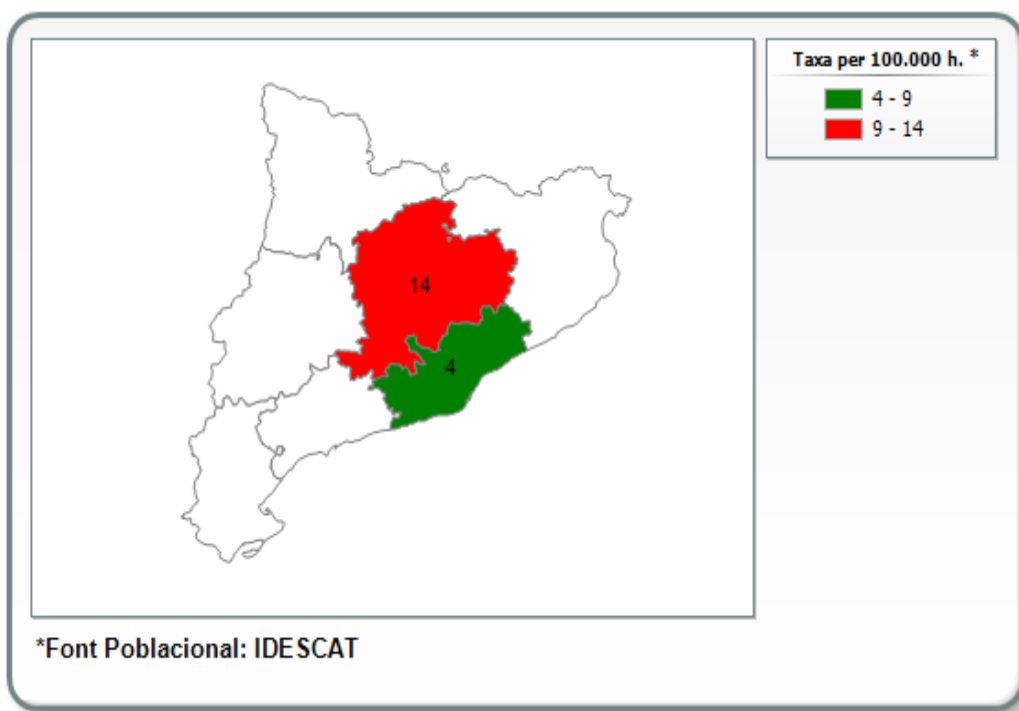 Taxa per 100.000 h. *
4 - 9
9 - 14
14
4
*Font Poblacional: IDESCAT